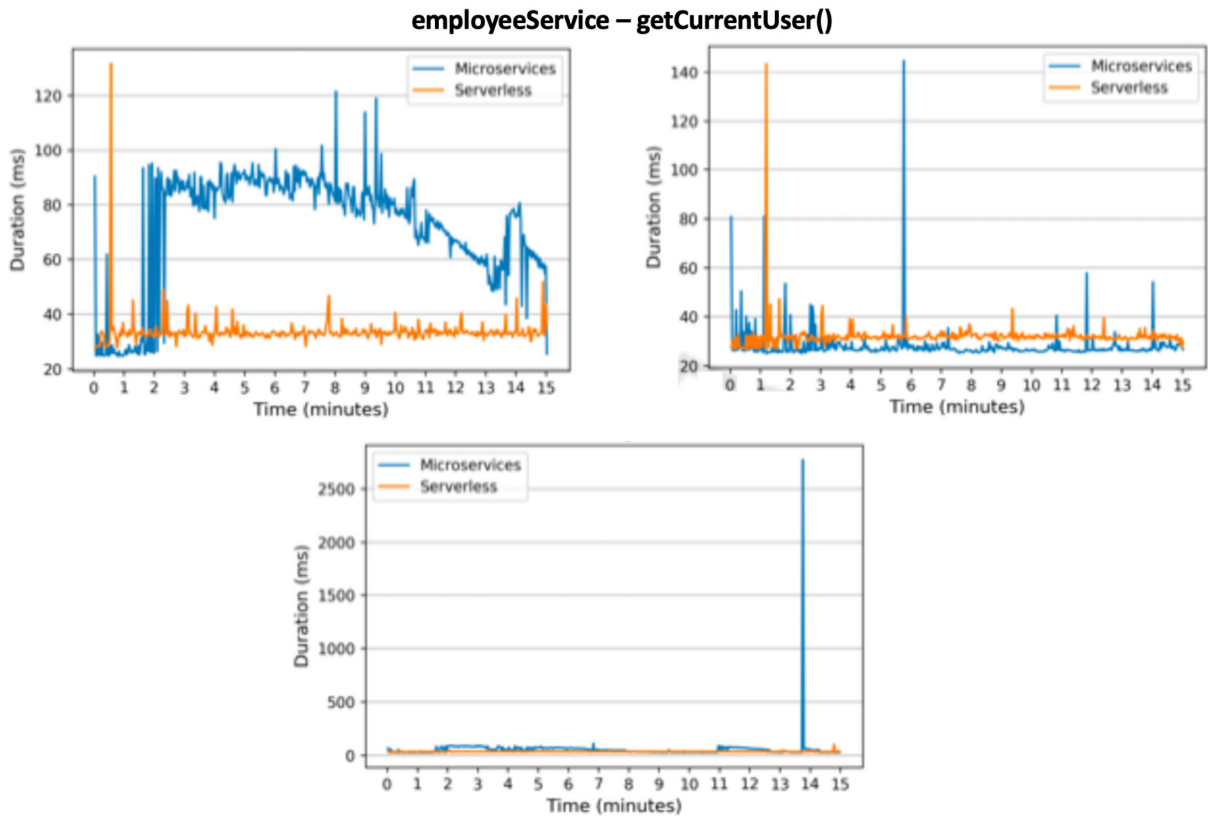 employeeService – getCurrentUser()
Microservices
Serverless
Duration (ms)
120
100
80
60
40
20
0 1 2 3 4 5 6 7 8 9 10 11 12 13 14 15
Time (minutes)
Microservices
Serverless
Duration (ms)
140
120
100
80
60
40
20
0 1 2 3 4 5 6 7 8 9 10 11 12 13 14 15
Time (minutes)
Microservices
Serverless
Duration (ms)
2500
2000
1500
1000
500
0
0 1 2 3 4 5 6 7 8 9 10 11 12 13 14 15
Time (minutes)